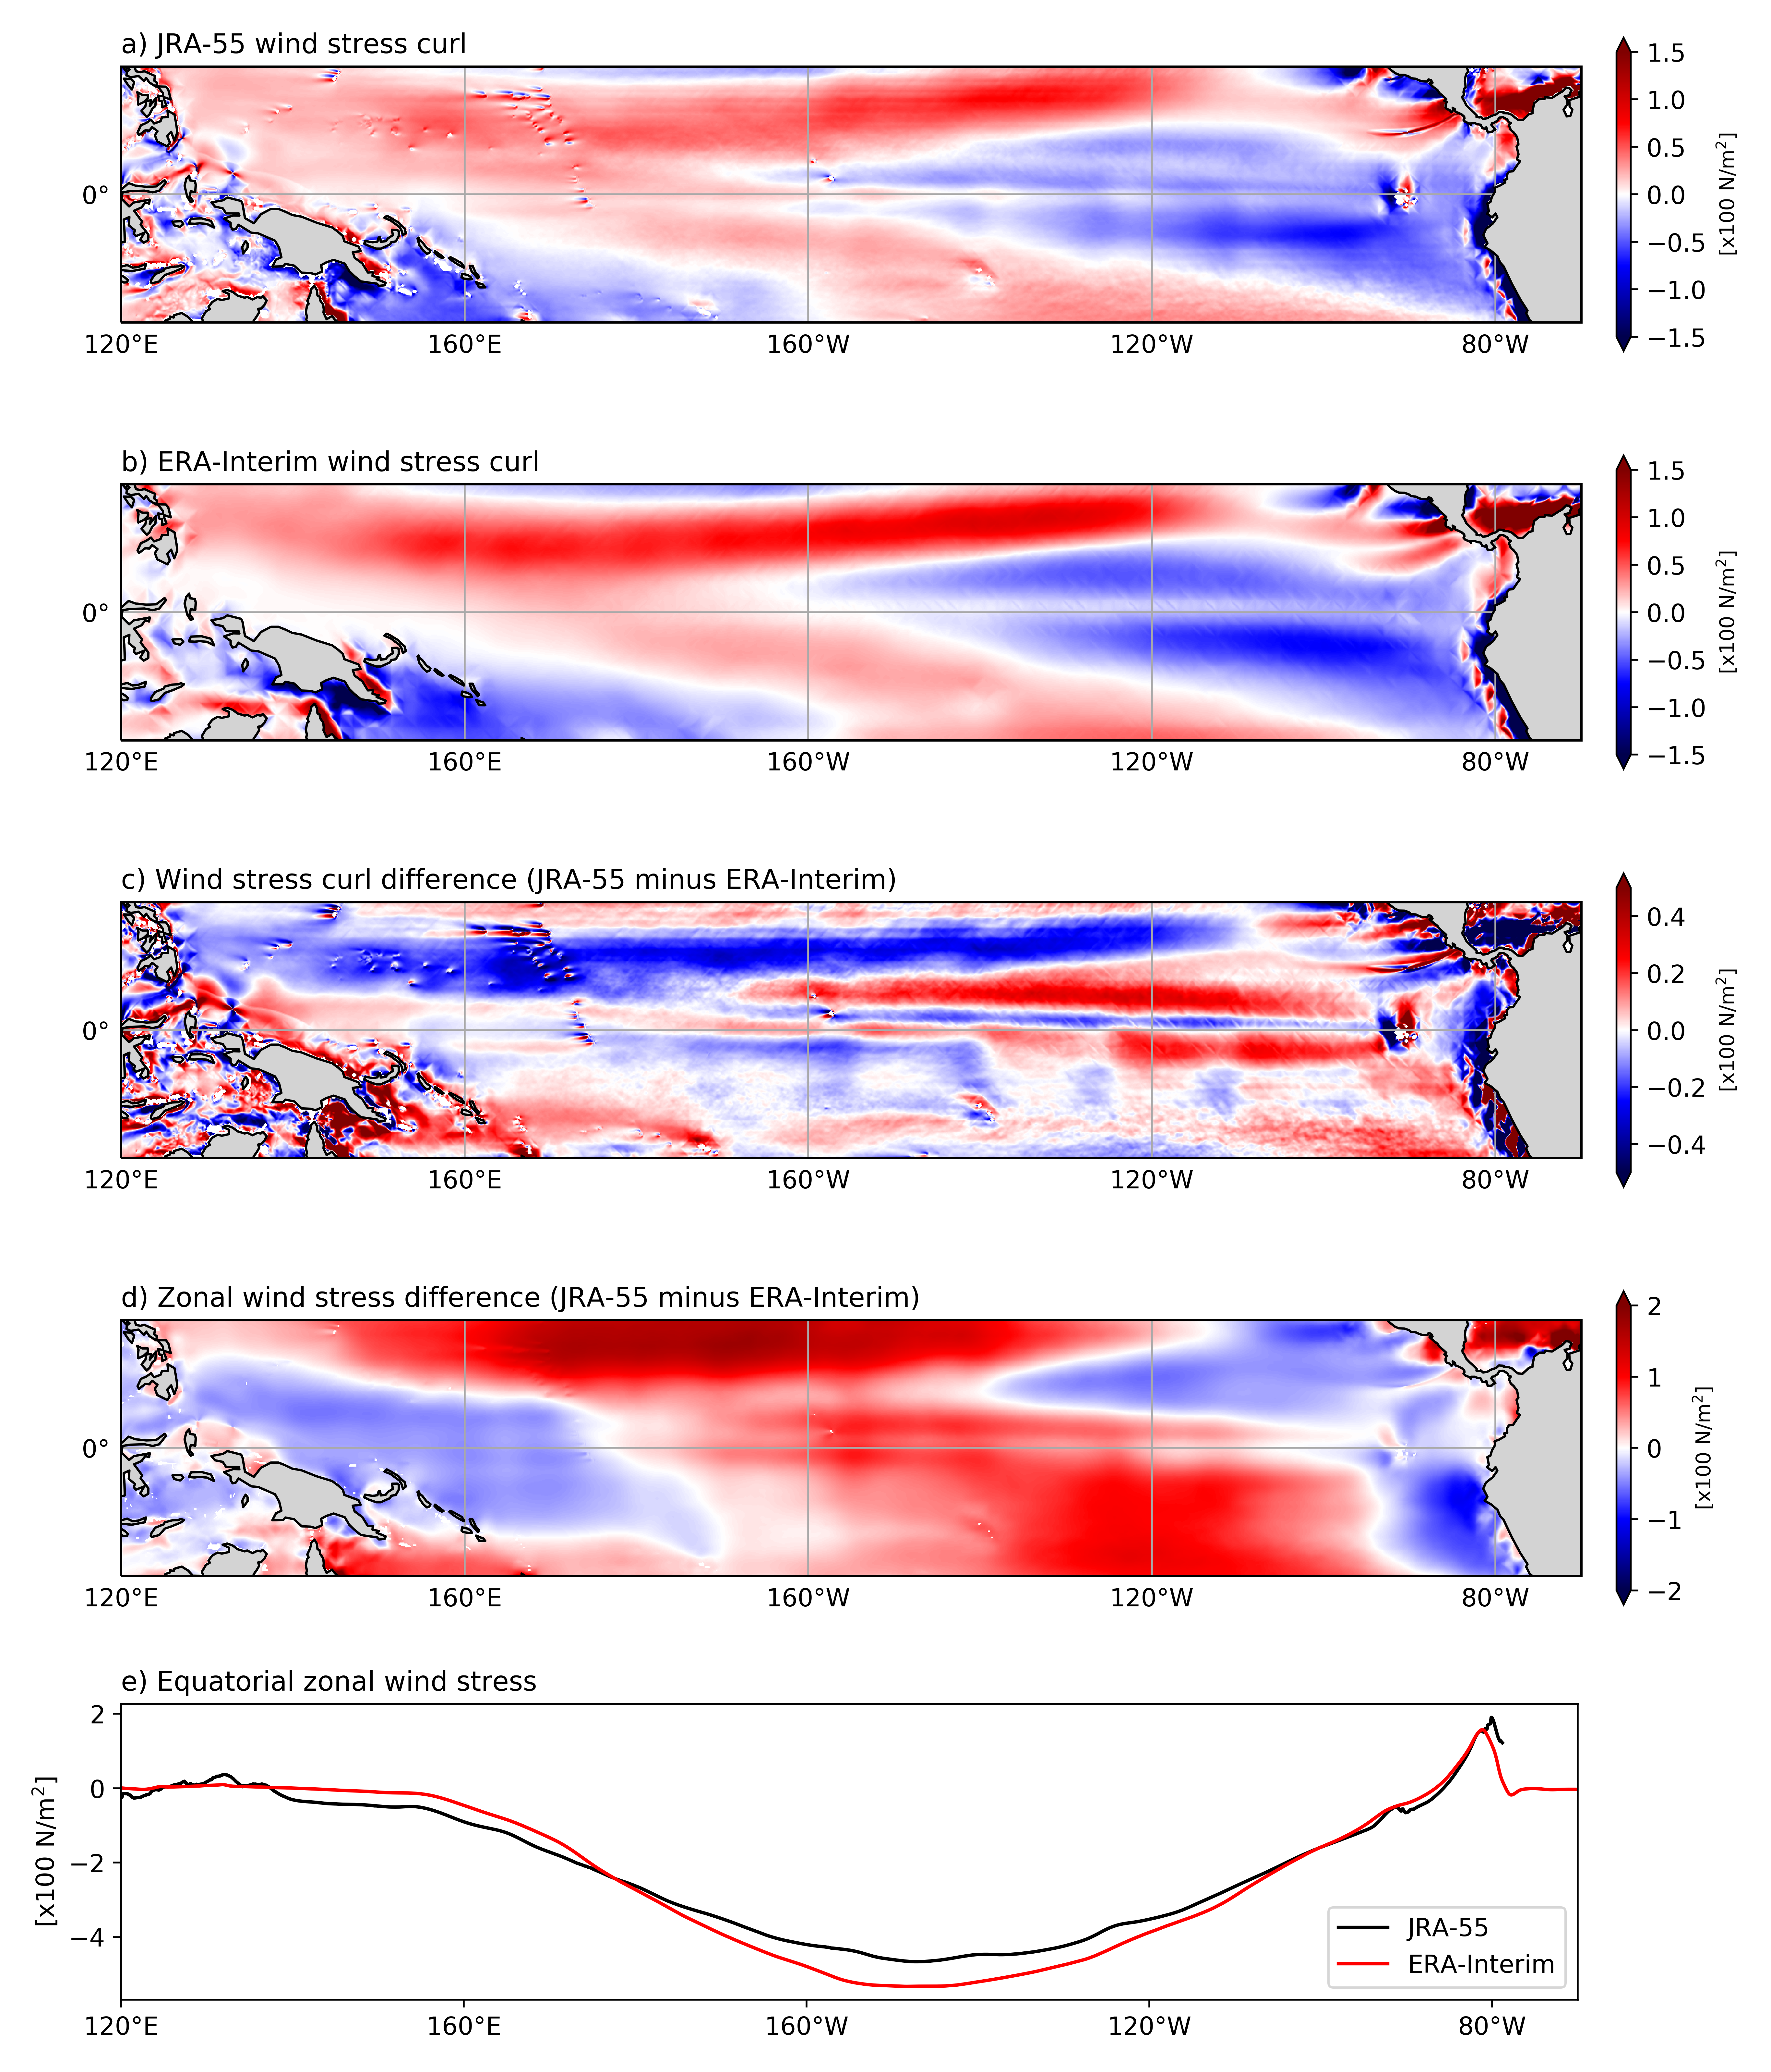 a) JRA-55 wind stress curl
1.5
1.0
0.5
0.0
−0.5
−1.0
−1.5
[x100 N/m²]
0°
120°E 160°E 160°W 120°W 80°W
b) ERA-Interim wind stress curl
1.5
1.0
0.5
0.0
−0.5
−1.0
−1.5
[x100 N/m²]
0°
120°E 160°E 160°W 120°W 80°W
c) Wind stress curl difference (JRA-55 minus ERA-Interim)
0.4
0.2
0.0
−0.2
−0.4
[x100 N/m²]
0°
120°E 160°E 160°W 120°W 80°W
d) Zonal wind stress difference (JRA-55 minus ERA-Interim)
2
1
0
−1
−2
[x100 N/m²]
0°
120°E 160°E 160°W 120°W 80°W
e) Equatorial zonal wind stress
2
0
−2
−4
[x100 N/m²]
JRA-55
ERA-Interim
120°E 160°E 160°W 120°W 80°W